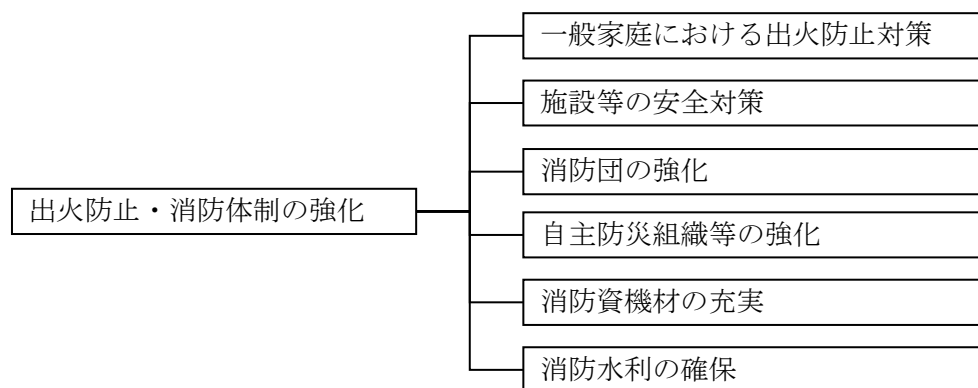 一般家庭における出火防止対策
施設等の安全対策
消防団の強化
出火防止・消防体制の強化
自主防災組織等の強化
消防資機材の充実
消防水利の確保